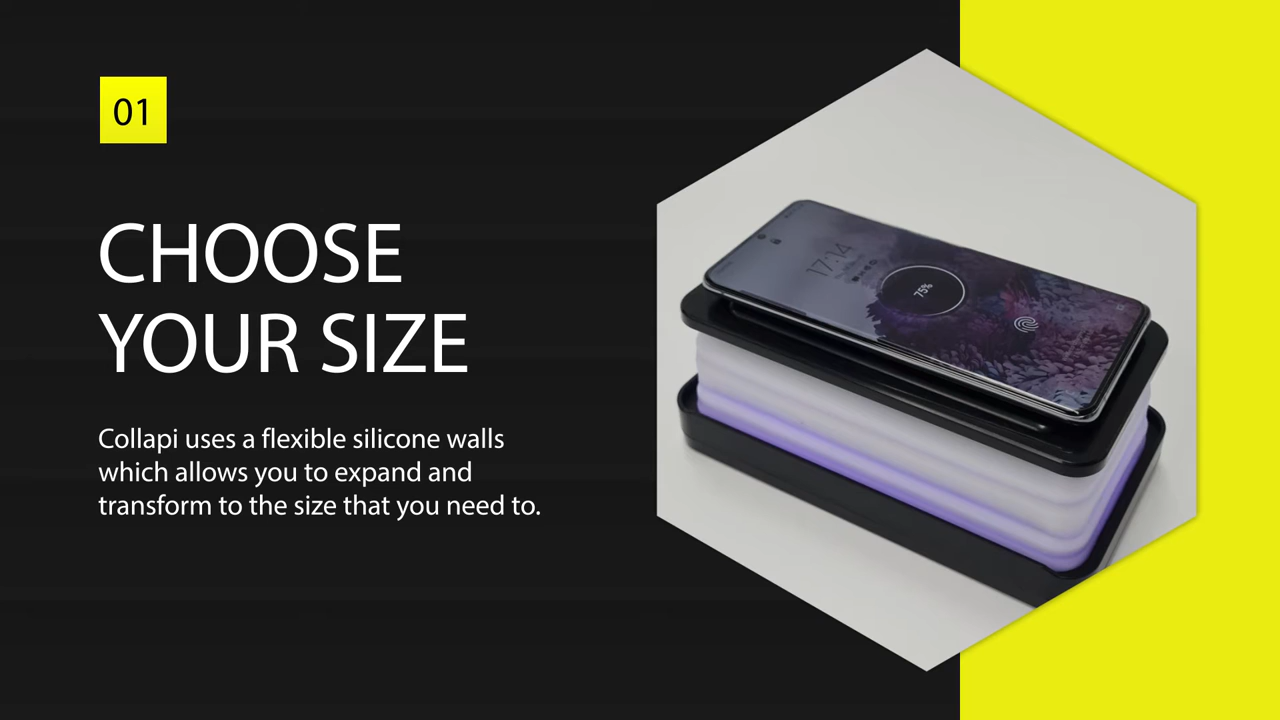 01
CHOOSE
YOUR SIZE
Collapi uses a flexible silicone walls
which allows you to expand and
transform to the size that you need to.
17:14
75%